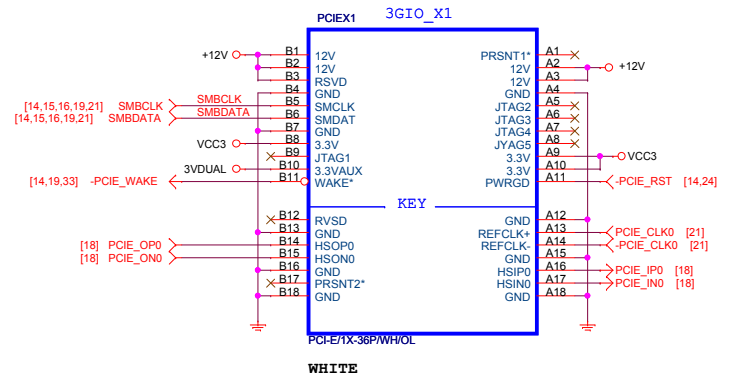 3GIO_X1
PCIEX1
+12V B1 12V PRSNT1* A1
B2 12V 12V A2 +12V
B3 RSVD 12V A3
B4 GND GND A4
[14,15,16,19,21] SMBCLK SMBCLK B5 SMCLK JTAG2 A5
[14,15,16,19,21] SMBDATA SMBDATA B6 SMDAT JTAG3 A6
B7 GND JTAG4 A7
VCC3 B8 3.3V JYAG5 A8
B9 JTAG1 3.3V A9 VCC3
3VDUAL B10 3.3VAUX 3.3V A10
[14,19,33] -PCIE_WAKE B11 WAKE* PWRGD A11 -PCIE_RST [14,24]
KEY
B12 RVSD GND A12
B13 GND REFCLK+ A13 PCIE_CLK0 [21]
[18] PCIE_OP0 B14 HSOP0 REFCLK- A14 -PCIE_CLK0 [21]
[18] PCIE_ON0 B15 HSON0 GND A15
B16 GND HSIP0 A16 PCIE_IP0 [18]
B17 PRSNT2* HSIN0 A17 PCIE_IN0 [18]
B18 GND GND A18
PCI-E/1X-36P/WH/OL
WHITE